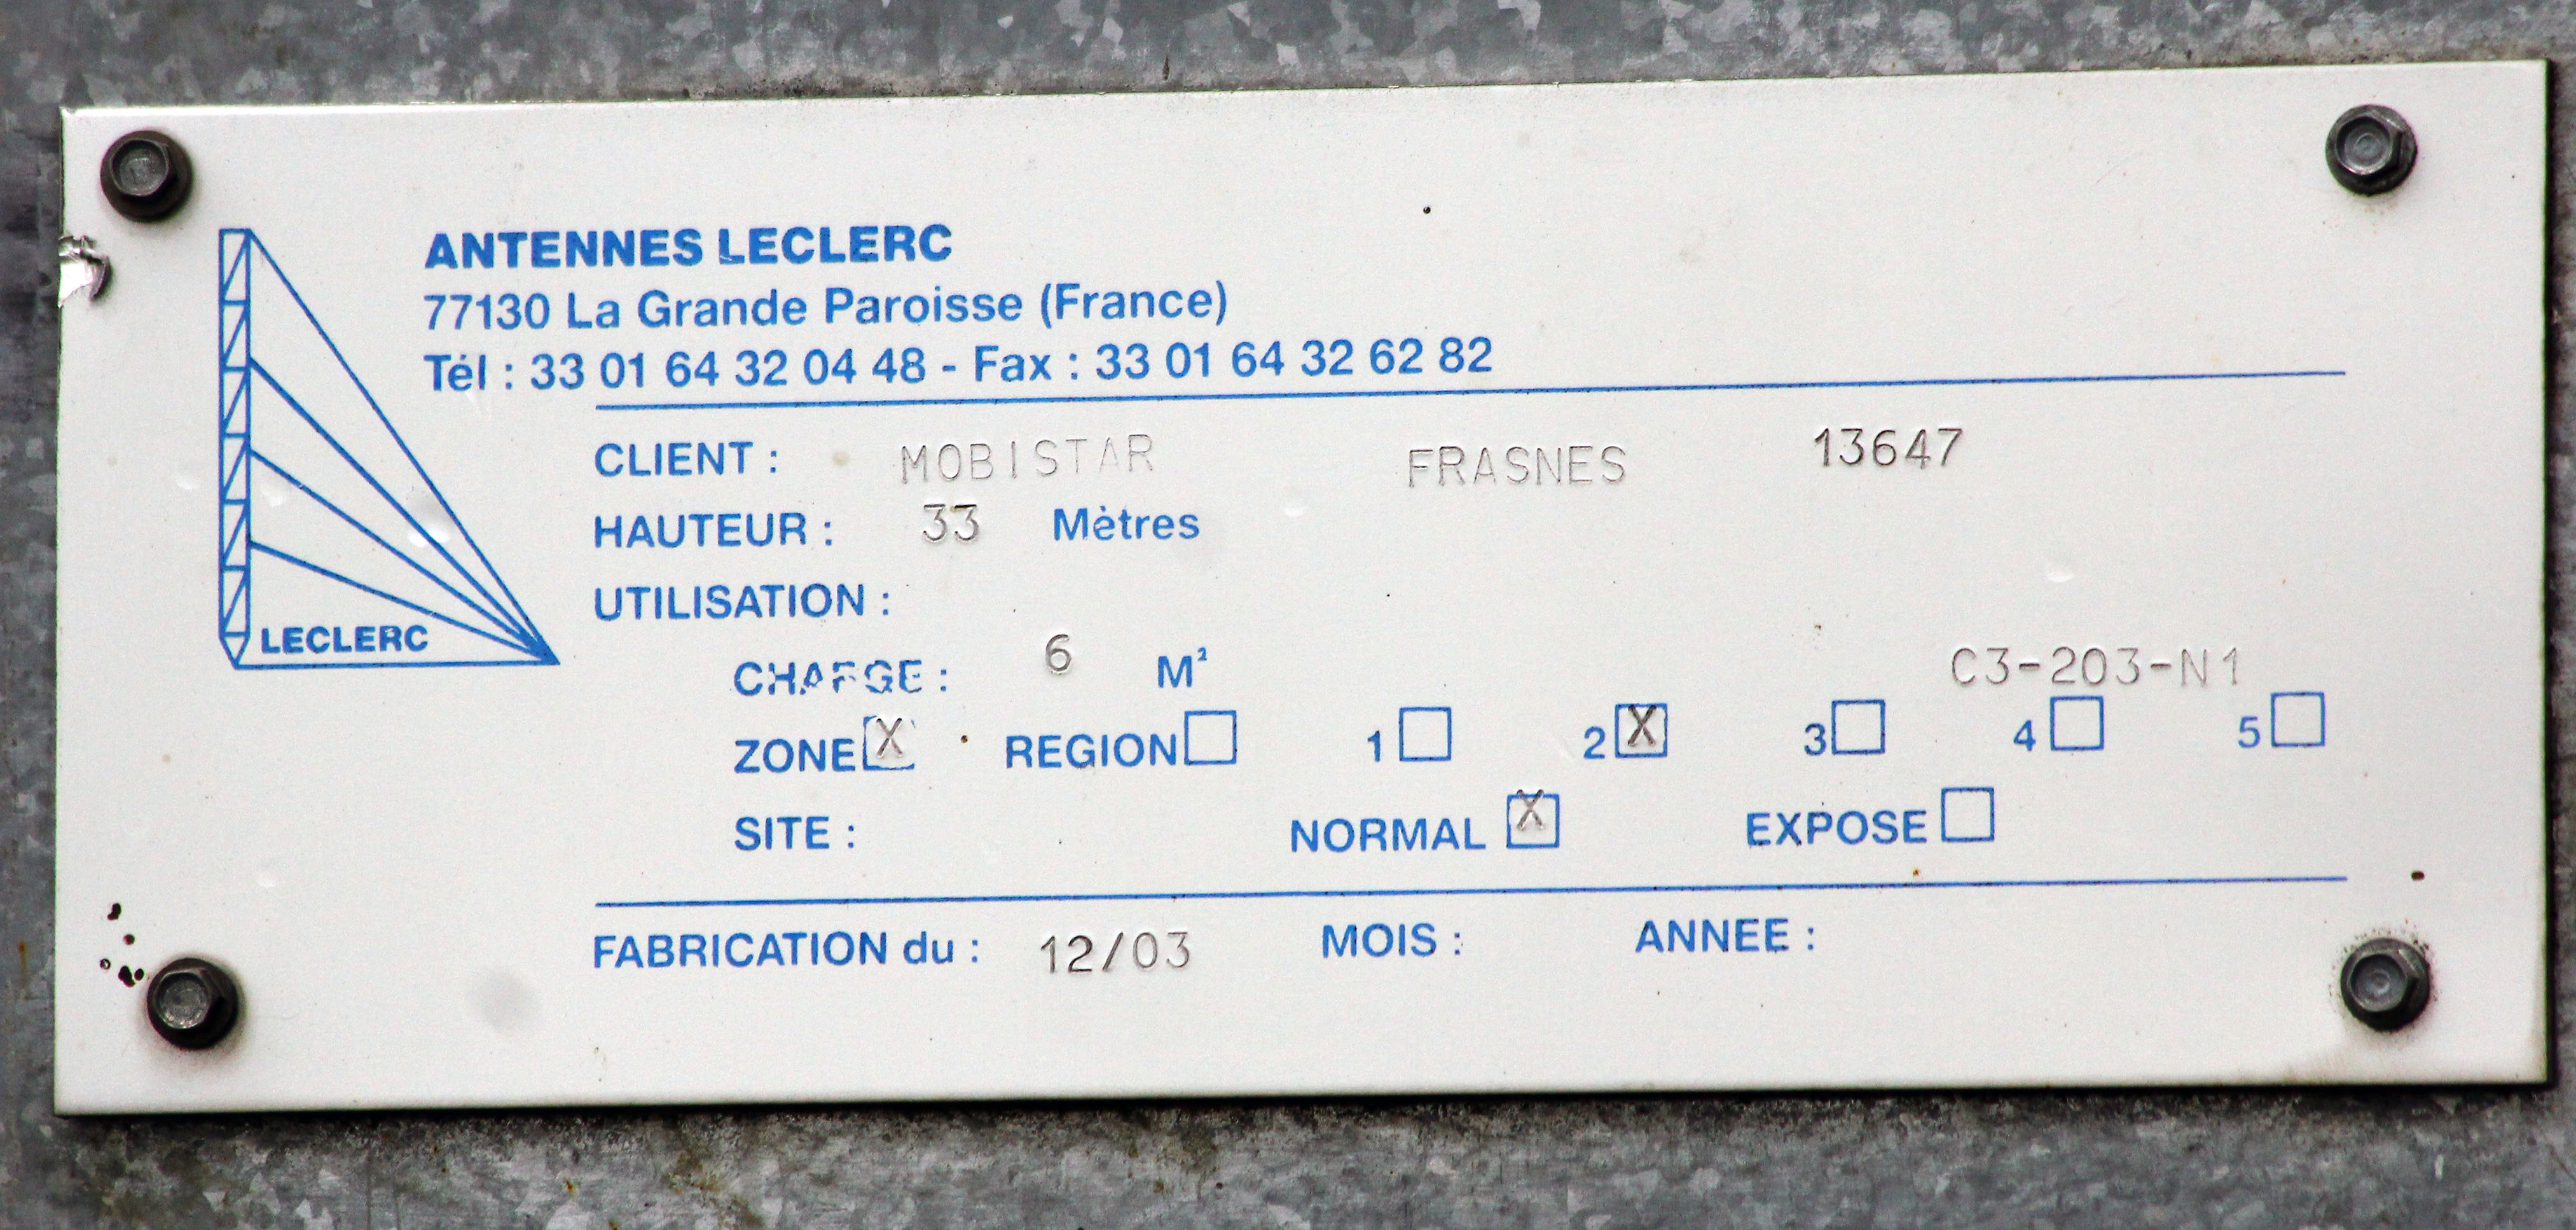 ANTENNES LECLERC
77130 La Grande Paroisse (France)
Tél : 33 01 64 32 04 48 - Fax : 33 01 64 32 62 82
LECLERC
CLIENT : MOBISTAR FRASNES 13647
HAUTEUR : 33 Mètres
UTILISATION :
CHARGE : 6 M² C3-203-N1
ZONE X REGION 1 2 X 3 4 5
SITE : NORMAL X EXPOSE
FABRICATION du : 12/03 MOIS : ANNEE :